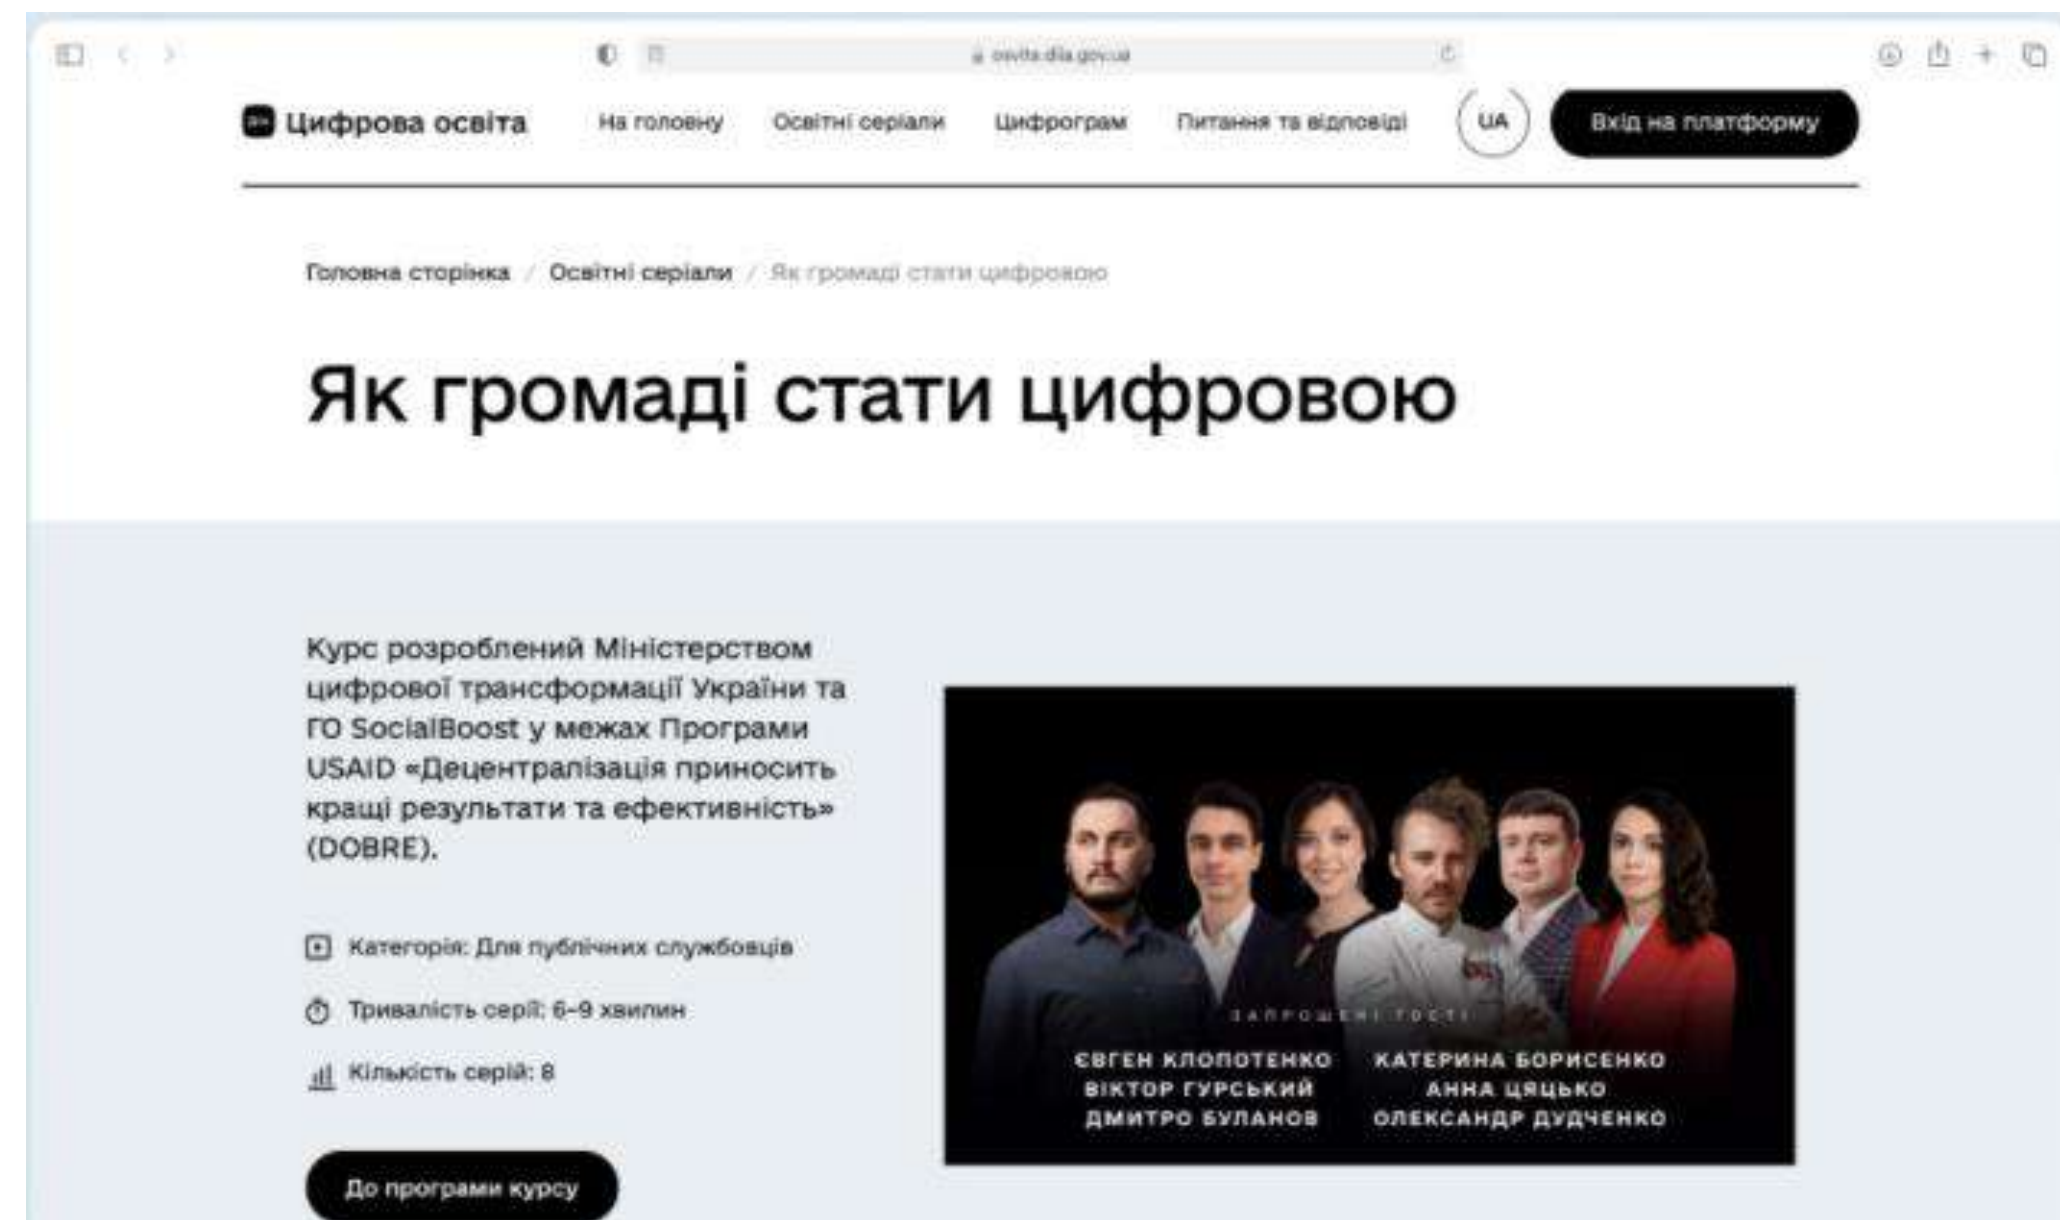 osvita.diia.gov.ua
Дія Цифрова освіта На головну Освітні серіали Цифрограм Питання та відповіді UA Вхід на платформу
Головна сторінка / Освітні серіали / Як громаді стати цифровою
Як громаді стати цифровою
Курс розроблений Міністерством
цифрової трансформації України та
ГО SocialBoost у межах Програми
USAID «Децентралізація приносить
кращі результати та ефективність»
(DOBRE).
Категорія: Для публічних службовців
Тривалість серії: 6-9 хвилин
Кількість серій: 8
До програми курсу
ЗАПРОШЕНІ ГОСТІ
ЄВГЕН КЛОПОТЕНКО КАТЕРИНА БОРИСЕНКО
ВІКТОР ГУРСЬКИЙ АННА ЦЯЦЬКО
ДМИТРО БУЛАНОВ ОЛЕКСАНДР ДУДЧЕНКО